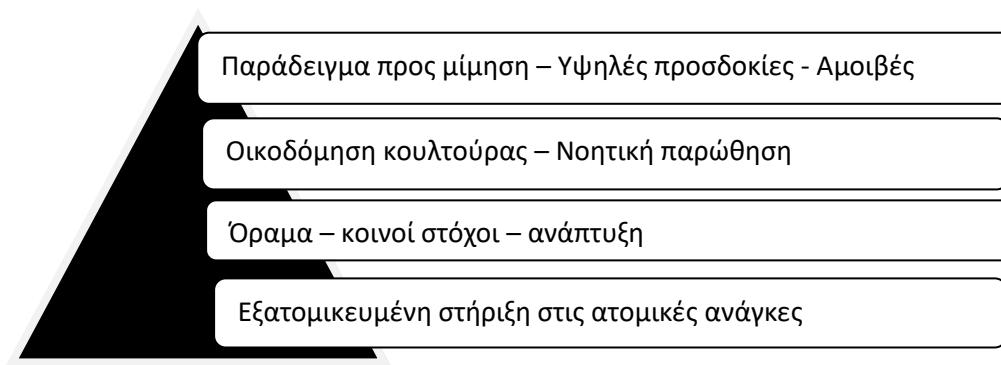 Παράδειγμα προς μίμηση – Υψηλές προσδοκίες - Αμοιβές
Οικοδόμηση κουλτούρας – Νοητική παρώθηση
Όραμα – κοινοί στόχοι – ανάπτυξη
Εξατομικευμένη στήριξη στις ατομικές ανάγκες